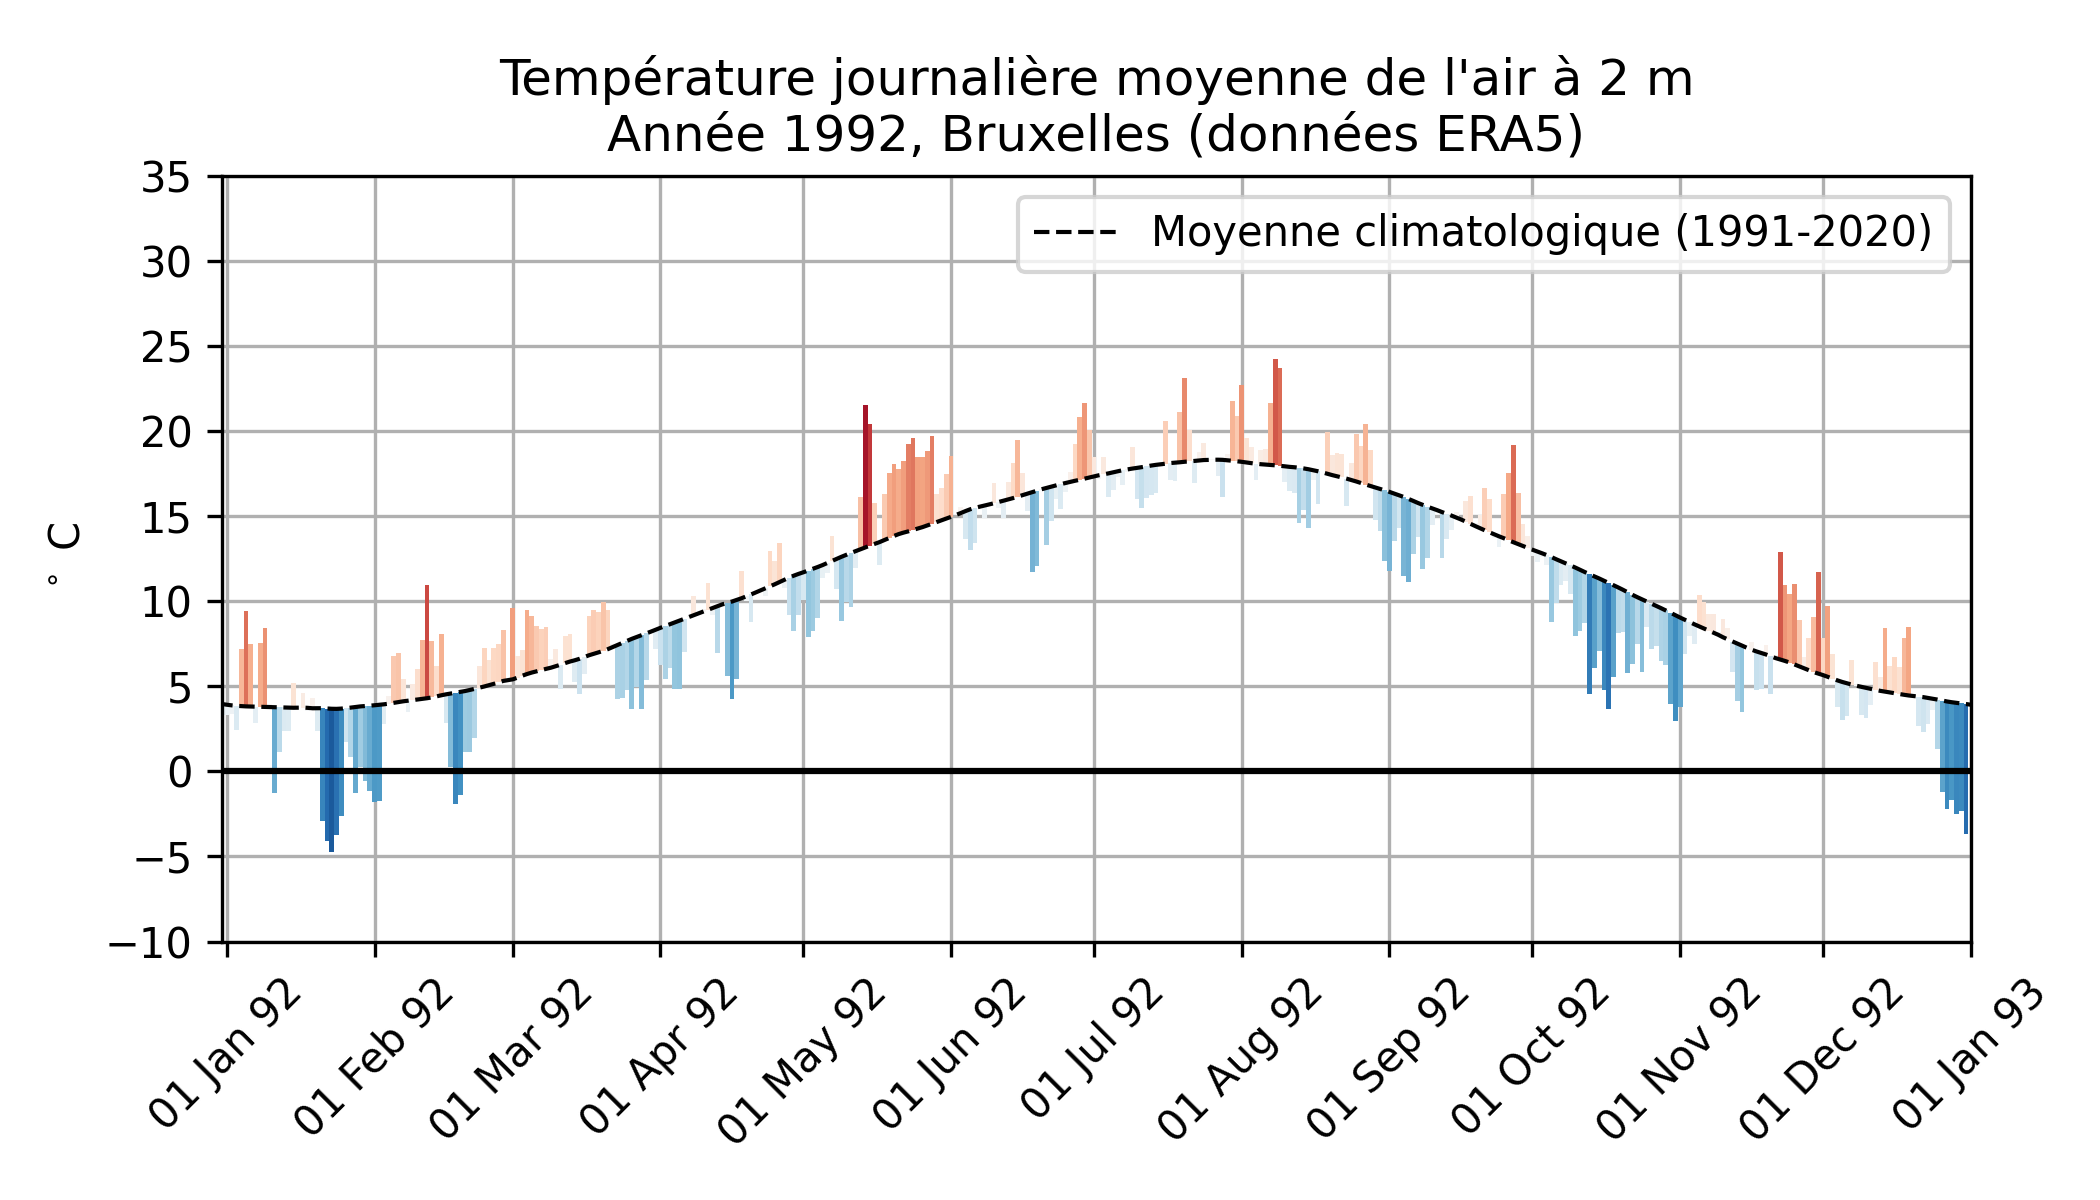 Température journalière moyenne de l'air à 2 m
Année 1992, Bruxelles (données ERA5)
Moyenne climatologique (1991-2020)
35
30
25
20
15
10
5
0
−5
−10
° C
01 Jan 92
01 Feb 92
01 Mar 92
01 Apr 92
01 May 92
01 Jun 92
01 Jul 92
01 Aug 92
01 Sep 92
01 Oct 92
01 Nov 92
01 Dec 92
01 Jan 93